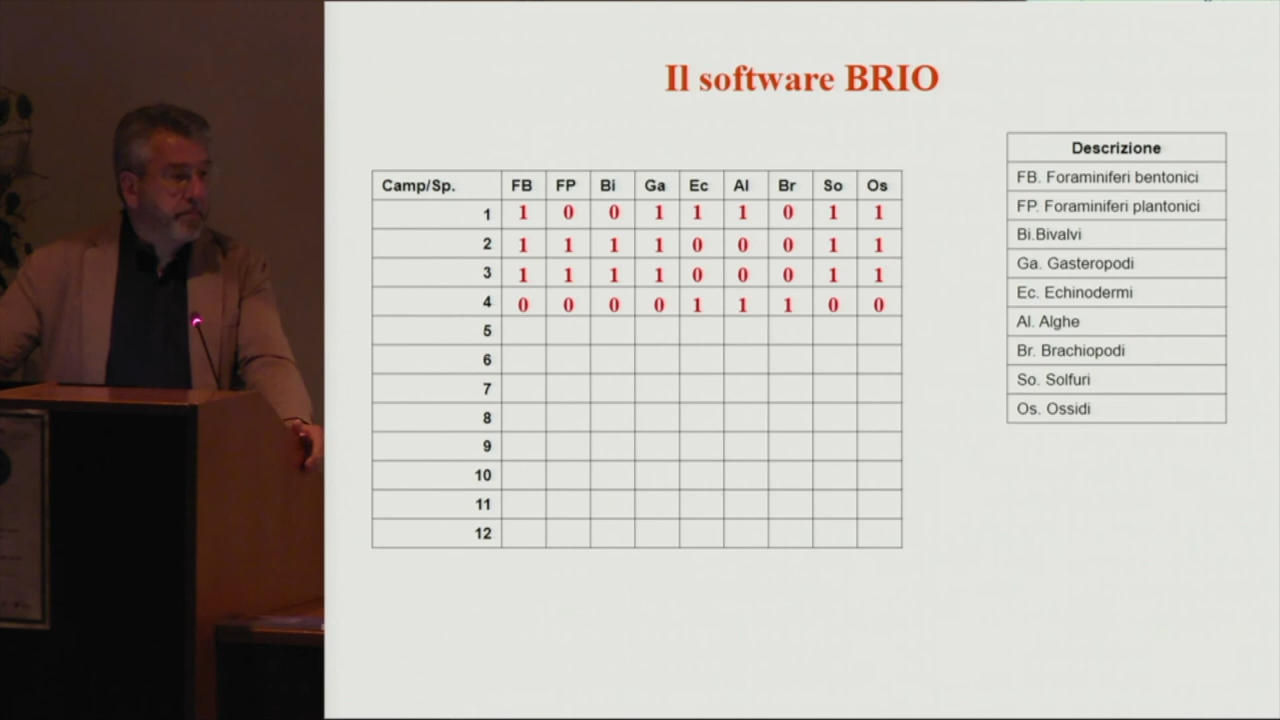 Il software BRIO
Camp/Sp. FB FP Bi Ga Ec Al Br So Os
1 1 0 0 1 1 1 0 1 1
2 1 1 1 1 0 0 0 1 1
3 1 1 1 1 0 0 0 1 1
4 0 0 0 0 1 1 1 0 0
5
6
7
8
9
10
11
12
Descrizione
FB. Foraminiferi bentonici
FP. Foraminiferi plantonici
Bi.Bivalvi
Ga. Gasteropodi
Ec. Echinodermi
Al. Alghe
Br. Brachiopodi
So. Solfuri
Os. Ossidi